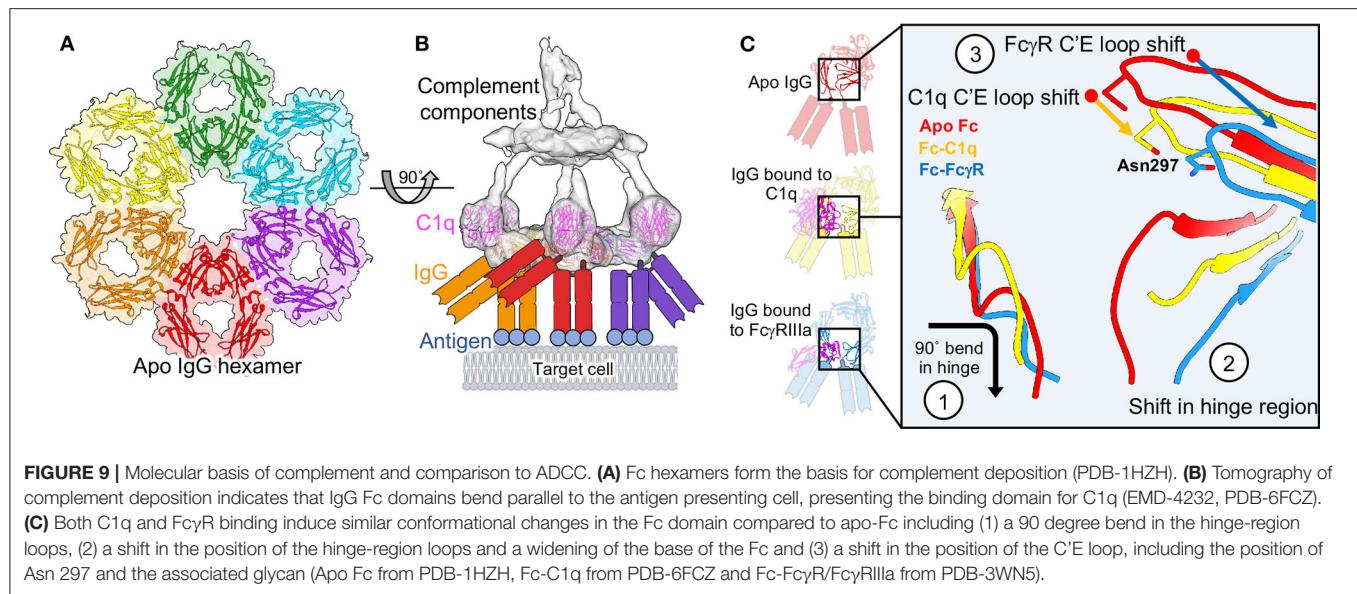 A
Apo IgG hexamer
90˚
B
Complement
components
C1q
IgG
Antigen
Target cell
C
Apo IgG
IgG bound to
C1q
IgG bound
to FcγRIIIa
3
FcγR C'E loop shift
C1q C'E loop shift
Apo Fc
Fc-C1q
Fc-FcγR
Asn297
90˚ bend
in hinge
1
2
Shift in hinge region
FIGURE 9 | Molecular basis of complement and comparison to ADCC. (A) Fc hexamers form the basis for complement deposition (PDB-1HZH). (B) Tomography of
complement deposition indicates that IgG Fc domains bend parallel to the antigen presenting cell, presenting the binding domain for C1q (EMD-4232, PDB-6FCZ).
(C) Both C1q and FcγR binding induce similar conformational changes in the Fc domain compared to apo-Fc including (1) a 90 degree bend in the hinge-region
loops, (2) a shift in the position of the hinge-region loops and a widening of the base of the Fc and (3) a shift in the position of the C'E loop, including the position of
Asn 297 and the associated glycan (Apo Fc from PDB-1HZH, Fc-C1q from PDB-6FCZ and Fc-FcγR/FcγRIIIa from PDB-3WN5).